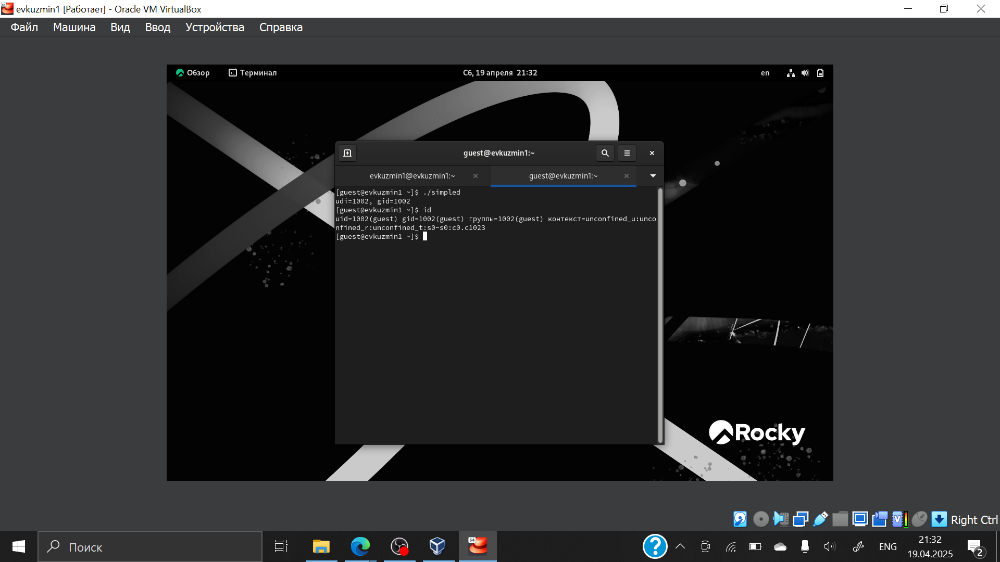 evkuzmin1 [Работает] - Oracle VM VirtualBox
Файл Машина Вид Ввод Устройства Справка
Обзор Терминал Сб, 19 апреля 21:32 en
guest@evkuzmin1:~
evkuzmin1@evkuzmin1:~ guest@evkuzmin1:~
[guest@evkuzmin1 ~]$ ./simpled
udi=1002, gid=1002
[guest@evkuzmin1 ~]$ id
uid=1002(guest) gid=1002(guest) группы=1002(guest) контекст=unconfined_u:unco
nfined_r:unconfined_t:s0-s0:c0.c1023
[guest@evkuzmin1 ~]$
Rocky
Right Ctrl
Поиск
64
ENG
21:32
19.04.2025
2